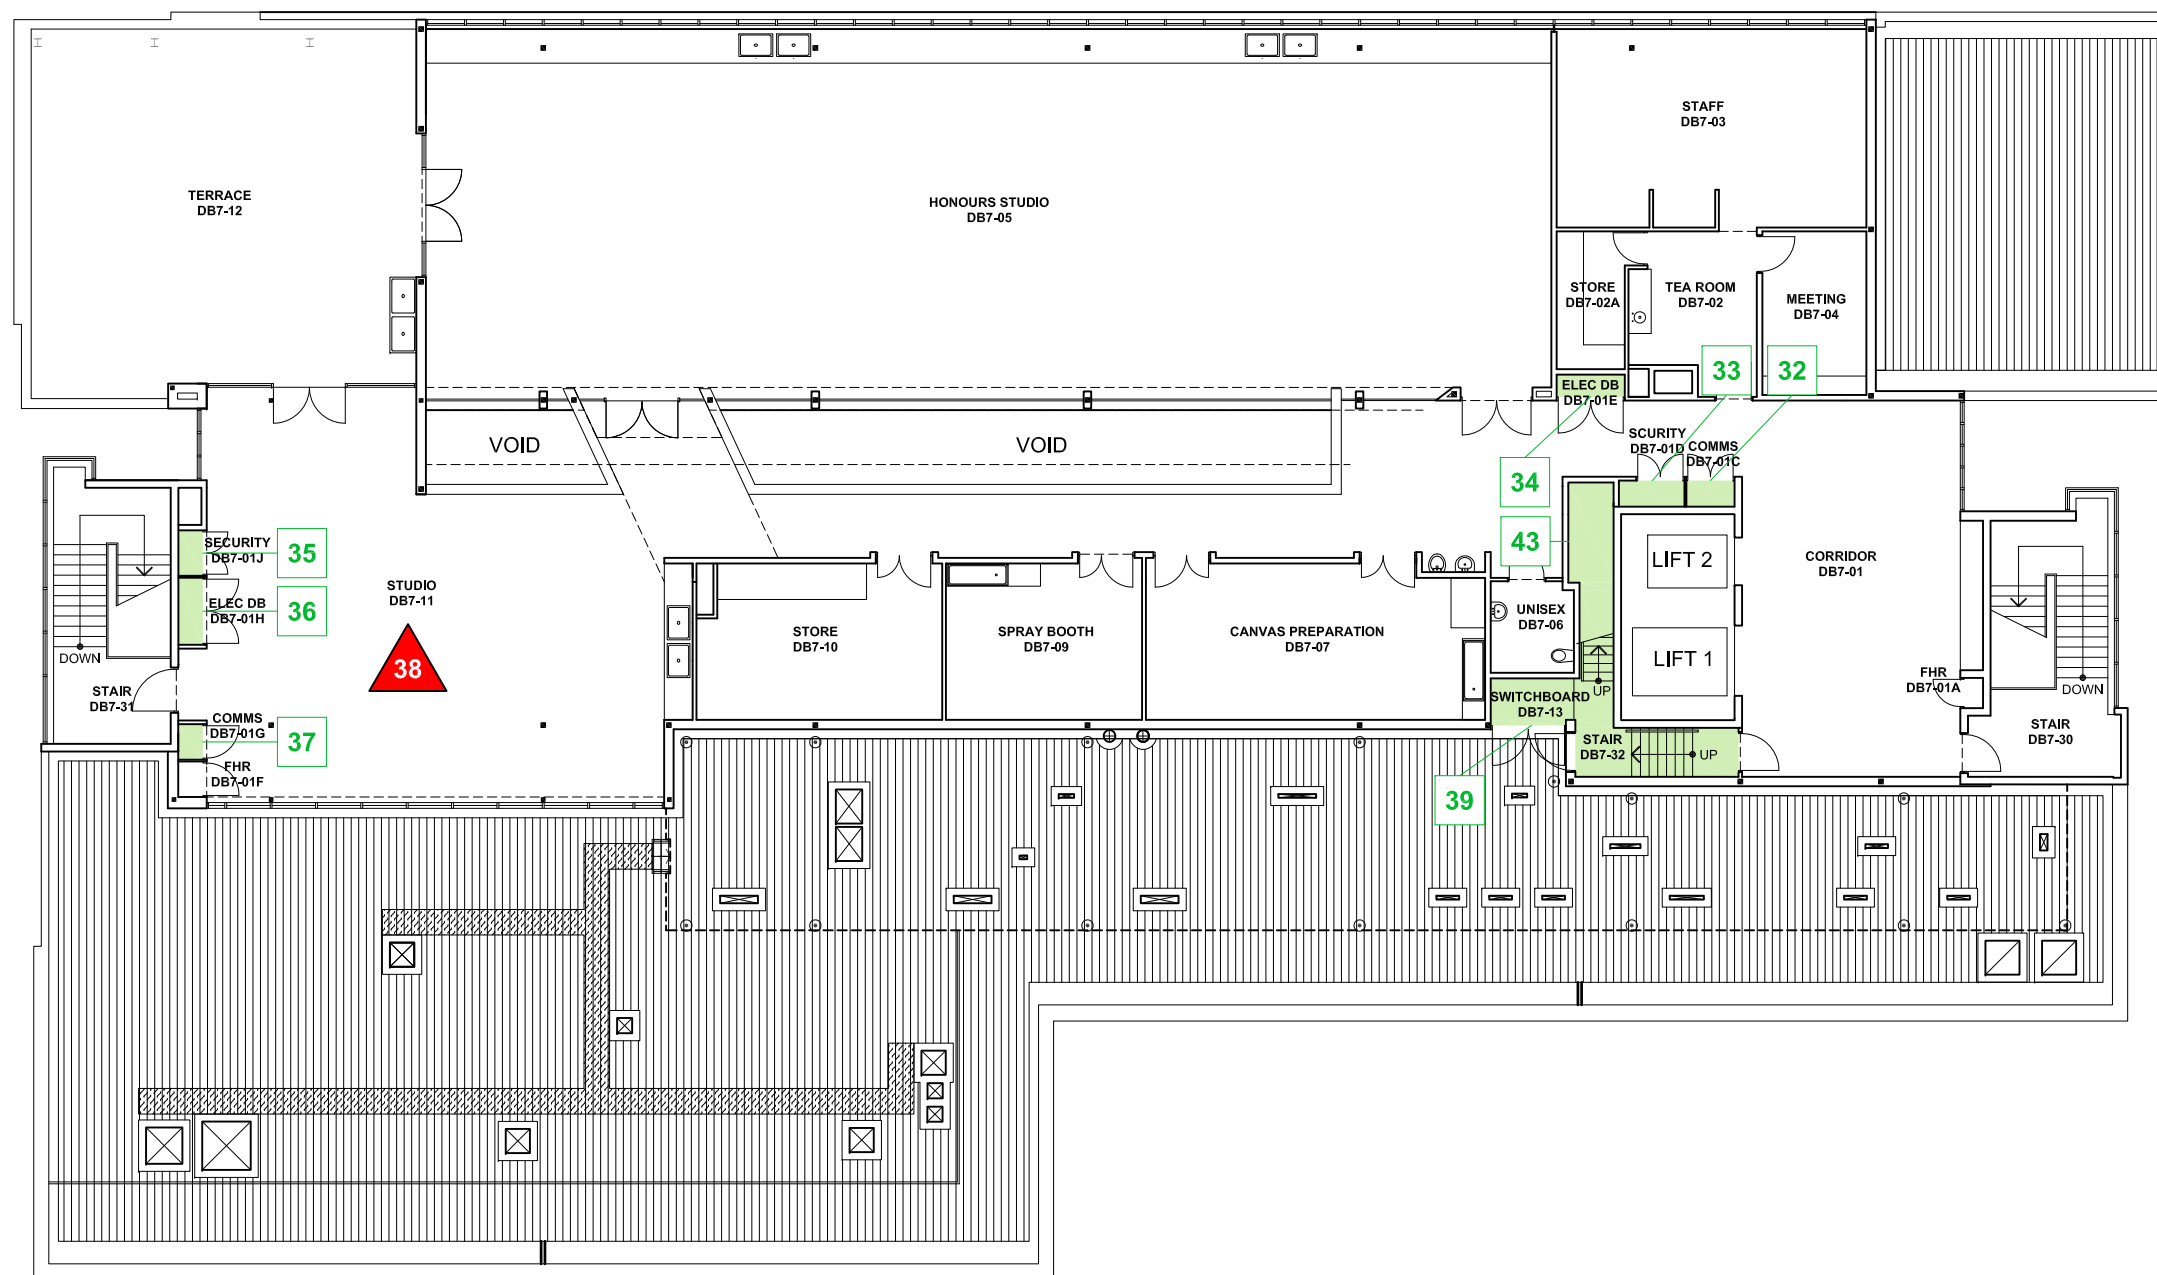 STAFF
DB7-03
TERRACE
DB7-12
HONOURS STUDIO
DB7-05
STORE
DB7-02A
TEA ROOM
DB7-02
MEETING
DB7-04
33
32
ELEC DB
DB7-01E
SCURITY
DB7-01D
COMMS
DB7-01C
VOID
VOID
34
43
SECURITY
DB7-01J
35
ELEC DB
DB7-01H
36
STUDIO
DB7-11
38
LIFT 2
CORRIDOR
DB7-01
STORE
DB7-10
SPRAY BOOTH
DB7-09
CANVAS PREPARATION
DB7-07
UNISEX
DB7-06
LIFT 1
DOWN
STAIR
DB7-31
FHR
DB7-01A
DOWN
UP
SWITCHBOARD
DB7-13
COMMS
DB7-01G
37
FHR
DB7-01F
STAIR
DB7-32
UP
STAIR
DB7-30
39